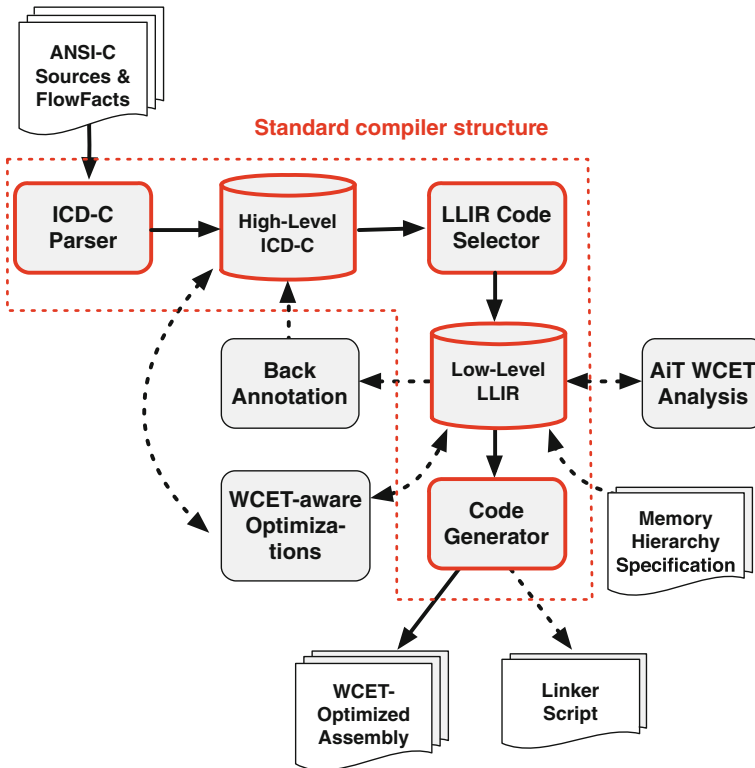 ANSI-C
Sources &
FlowFacts
Standard compiler structure
ICD-C
Parser
High-Level
ICD-C
LLIR Code
Selector
Back
Annotation
Low-Level
LLIR
AiT WCET
Analysis
WCET-aware
Optimiza-
tions
Code
Generator
Memory
Hierarchy
Specification
WCET-
Optimized
Assembly
Linker
Script